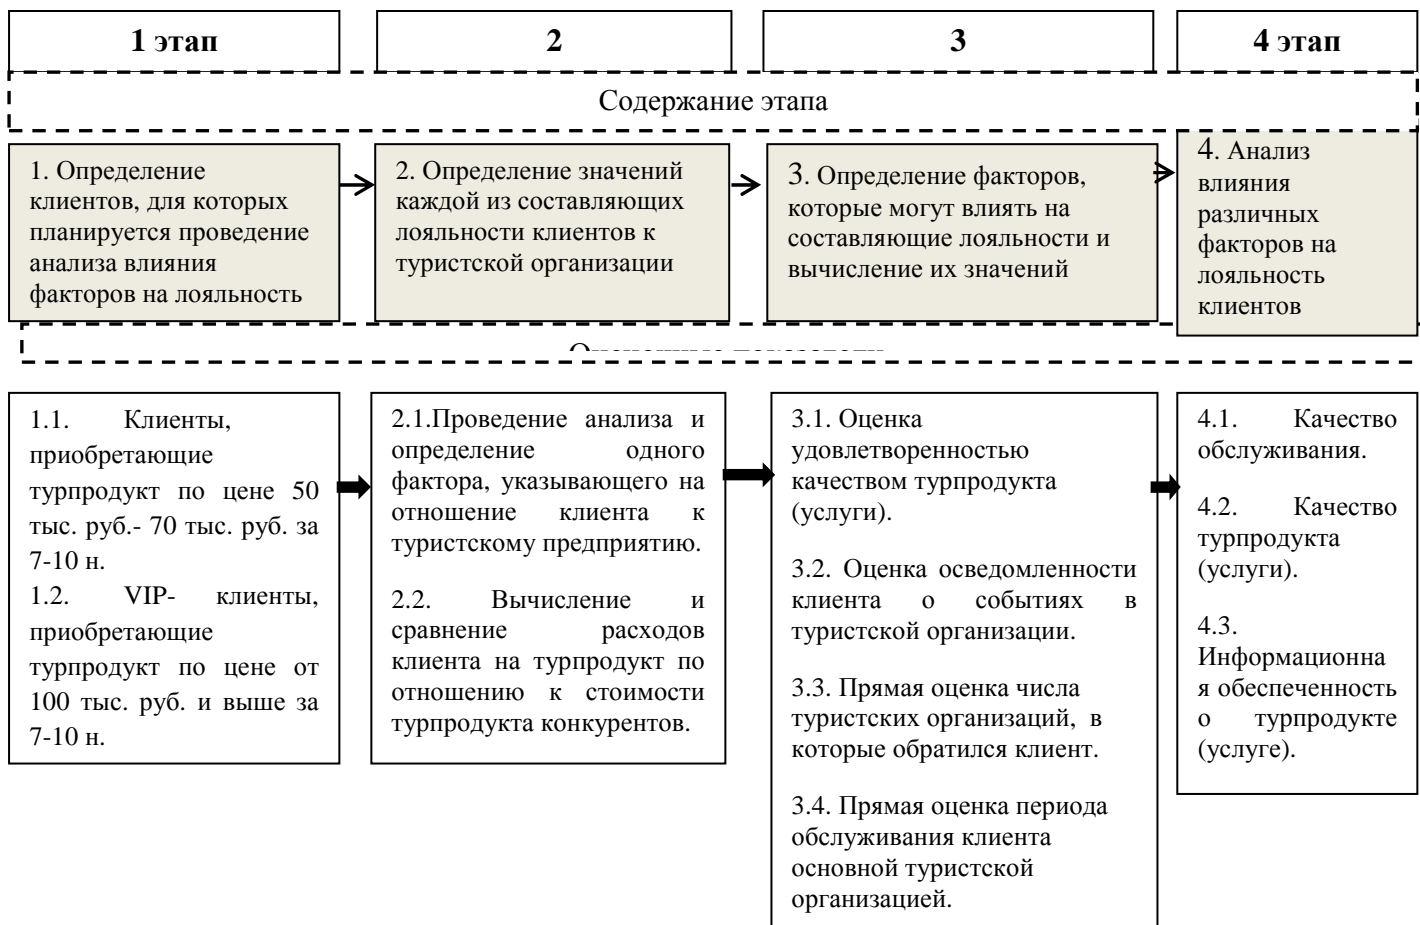 1 этап
2
3
4 этап
Содержание этапа
1. Определение
клиентов, для которых
планируется проведение
анализа влияния
факторов на лояльность
2. Определение значений
каждой из составляющих
лояльности клиентов к
туристской организации
3. Определение факторов,
которые могут влиять на
составляющие лояльности и
вычисление их значений
4. Анализ
влияния
различных
факторов на
лояльность
клиентов
1.1. Клиенты,
приобретающие
турпродукт по цене 50
тыс. руб.- 70 тыс. руб. за
7-10 н.
1.2. VIP- клиенты,
приобретающие
турпродукт по цене от
100 тыс. руб. и выше за
7-10 н.
2.1.Проведение анализа и
определение одного
фактора, указывающего на
отношение клиента к
туристскому предприятию.
2.2. Вычисление и
сравнение расходов
клиента на турпродукт по
отношению к стоимости
турпродукта конкурентов.
3.1. Оценка
удовлетворенностью
качеством турпродукта
(услуги).
3.2. Оценка осведомленности
клиента о событиях в
туристской организации.
3.3. Прямая оценка числа
туристских организаций, в
которые обратился клиент.
3.4. Прямая оценка периода
обслуживания клиента
основной туристской
организацией.
4.1. Качество
обслуживания.
4.2. Качество
турпродукта
(услуги).
4.3.
Информационна
я обеспеченность
о турпродукте
(услуге).